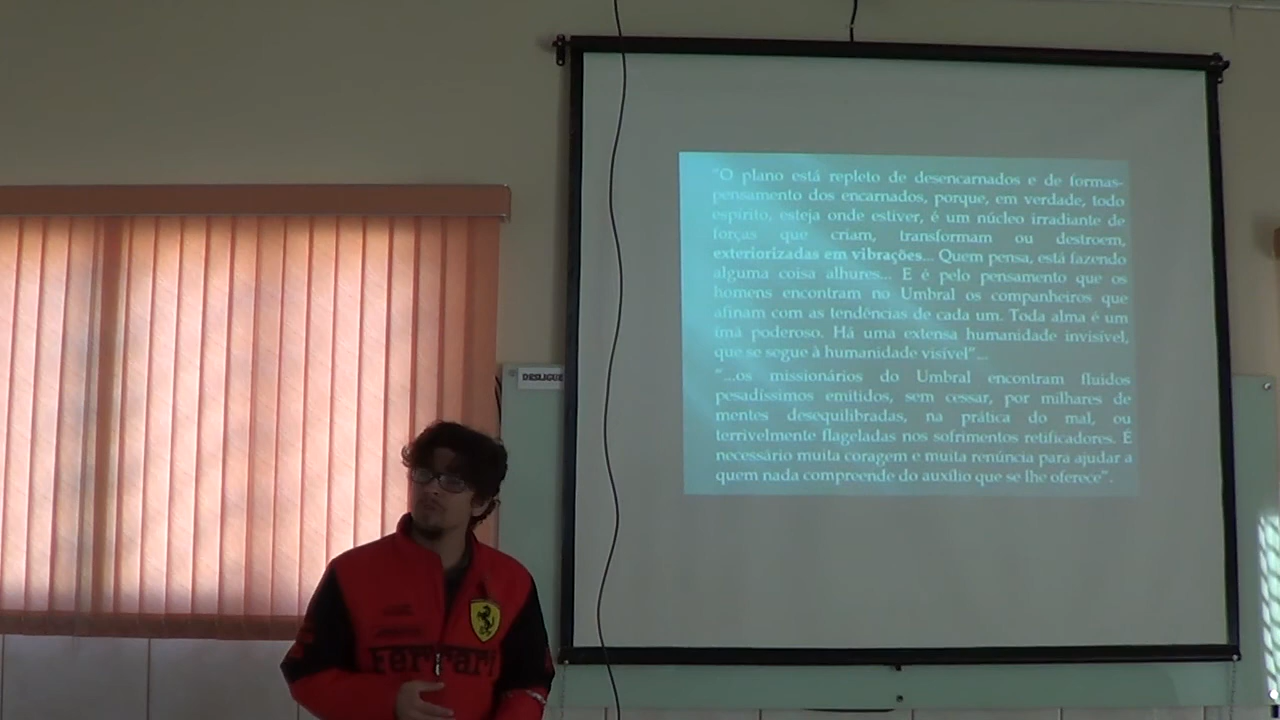 "O plano está repleto de desencarnados e de formas-
pensamento dos encarnados, porque, em verdade, todo
espírito, esteja onde estiver, é um núcleo irradiante de
forças que criam, transformam ou destroem,
exteriorizadas em vibrações... Quem pensa, está fazendo
alguma coisa alhures... E é pelo pensamento que os
homens encontram no Umbral os companheiros que
afinam com as tendências de cada um. Toda alma é um
ímã poderoso. Há uma extensa humanidade invisível,
que se segue à humanidade visível"...
"...os missionários do Umbral encontram fluidos
pesadíssimos emitidos, sem cessar, por milhares de
mentes desequilibradas, na prática do mal, ou
terrivelmente flageladas nos sofrimentos retificadores. É
necessário muita coragem e muita renúncia para ajudar a
quem nada compreende do auxílio que se lhe oferece".
DESLIGUE
Ferrari